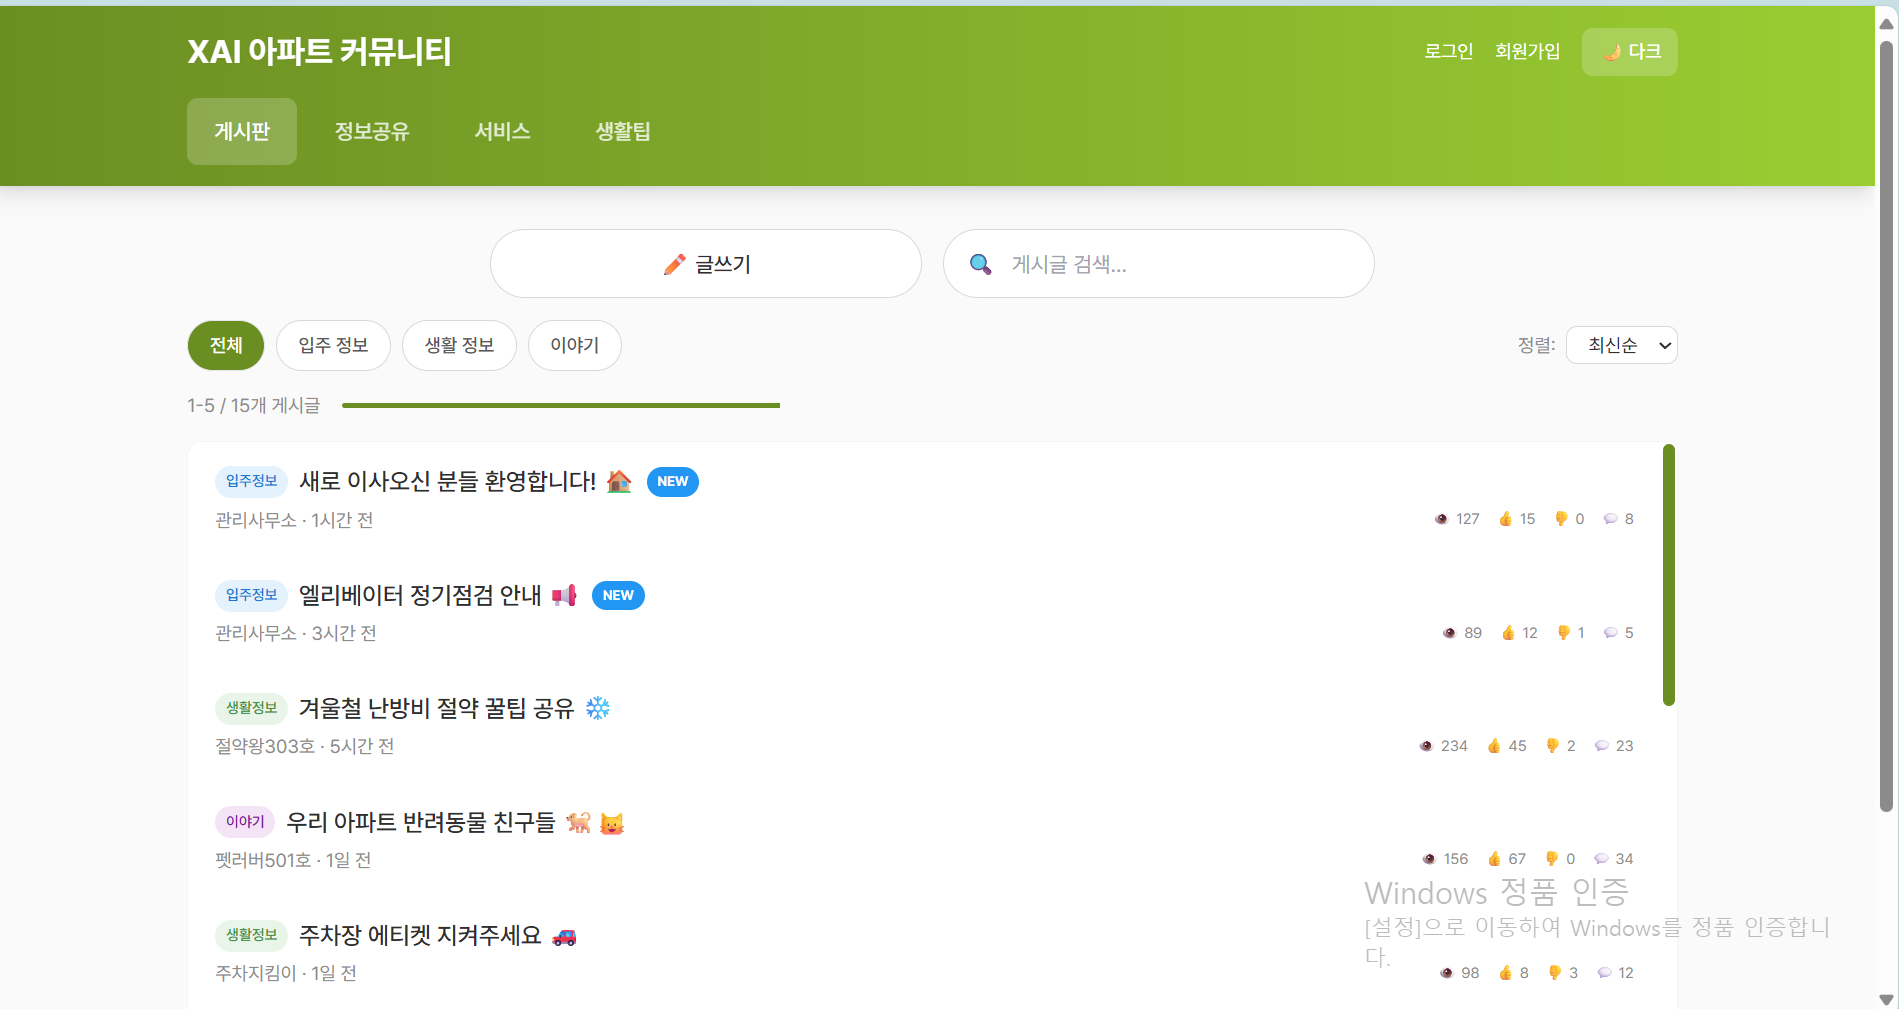 XAI 아파트 커뮤니티
로그인 회원가입 🌙 다크
게시판 정보공유 서비스 생활팁
✏️ 글쓰기
🔍 게시글 검색...
전체 입주 정보 생활 정보 이야기
정렬: 최신순
1-5 / 15개 게시글
입주정보 새로 이사오신 분들 환영합니다! 🏠 NEW
관리사무소 · 1시간 전
👁 127 👍 15 👎 0 💬 8
입주정보 엘리베이터 정기점검 안내 📢 NEW
관리사무소 · 3시간 전
👁 89 👍 12 👎 1 💬 5
생활정보 겨울철 난방비 절약 꿀팁 공유 ❄️
절약왕303호 · 5시간 전
👁 234 👍 45 👎 2 💬 23
이야기 우리 아파트 반려동물 친구들 🐕 🐱
펫러버501호 · 1일 전
👁 156 👍 67 👎 0 💬 34
생활정보 주차장 에티켓 지켜주세요 🚗
주차지킴이 · 1일 전
👁 98 👍 8 👎 3 💬 12
Windows 정품 인증
[설정]으로 이동하여 Windows를 정품 인증합니
다.